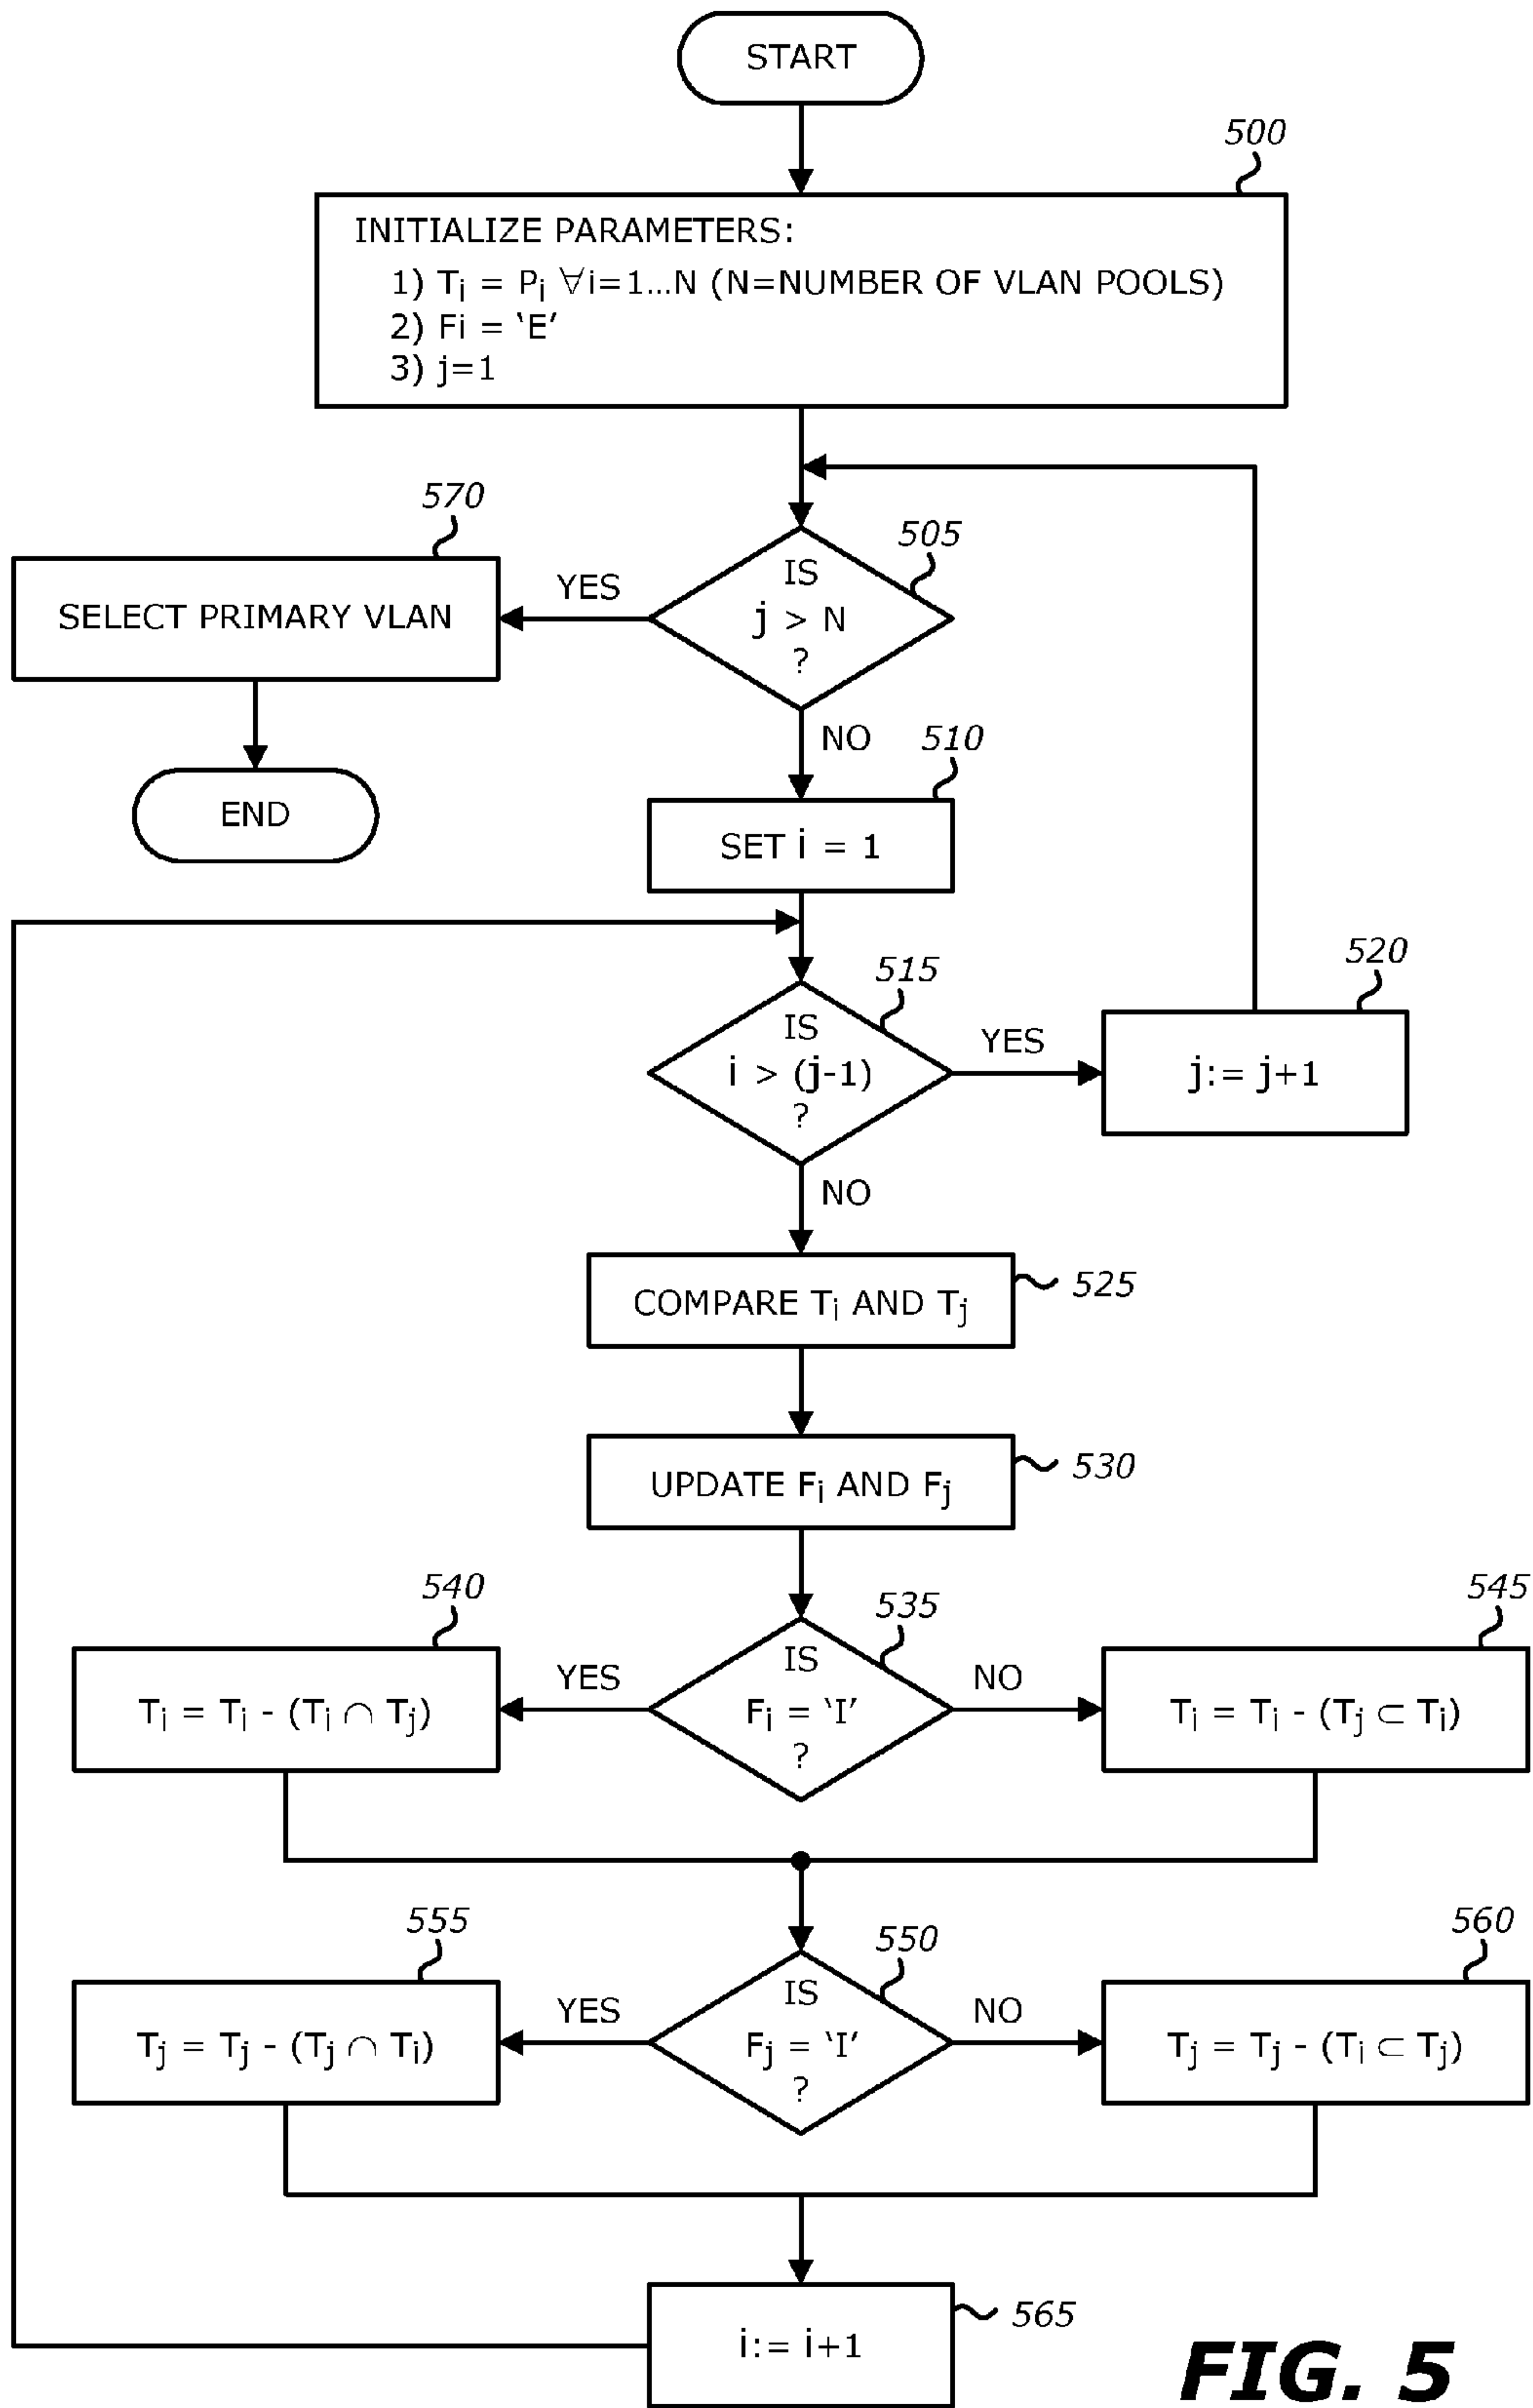 START
500
INITIALIZE PARAMETERS:
1) Ti = Pi ∀i=1...N (N=NUMBER OF VLAN POOLS)
2) Fi = ‘E’
3) j=1
570
505
SELECT PRIMARY VLAN
YES
IS
j > N
?
NO
510
END
SET i = 1
515
520
IS
i > (j-1)
?
YES
j:= j+1
NO
COMPARE Ti AND Tj
525
UPDATE Fi AND Fj
530
540
535
545
Ti = Ti - (Ti ∩ Tj)
YES
IS
Fi = ‘I’
?
NO
Ti = Ti - (Tj ⊂ Ti)
555
550
560
Tj = Tj - (Tj ∩ Ti)
YES
IS
Fj = ‘I’
?
NO
Tj = Tj - (Ti ⊂ Tj)
565
i:= i+1
FIG. 5